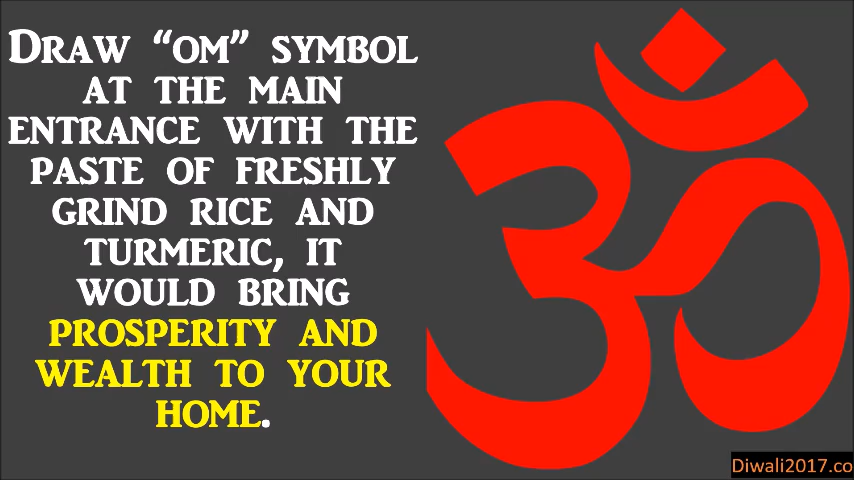 Draw “om” symbol
at the main
entrance with the
paste of freshly
grind rice and
turmeric, it
would bring
prosperity and
wealth to your
home.
ॐ
Diwali2017.co